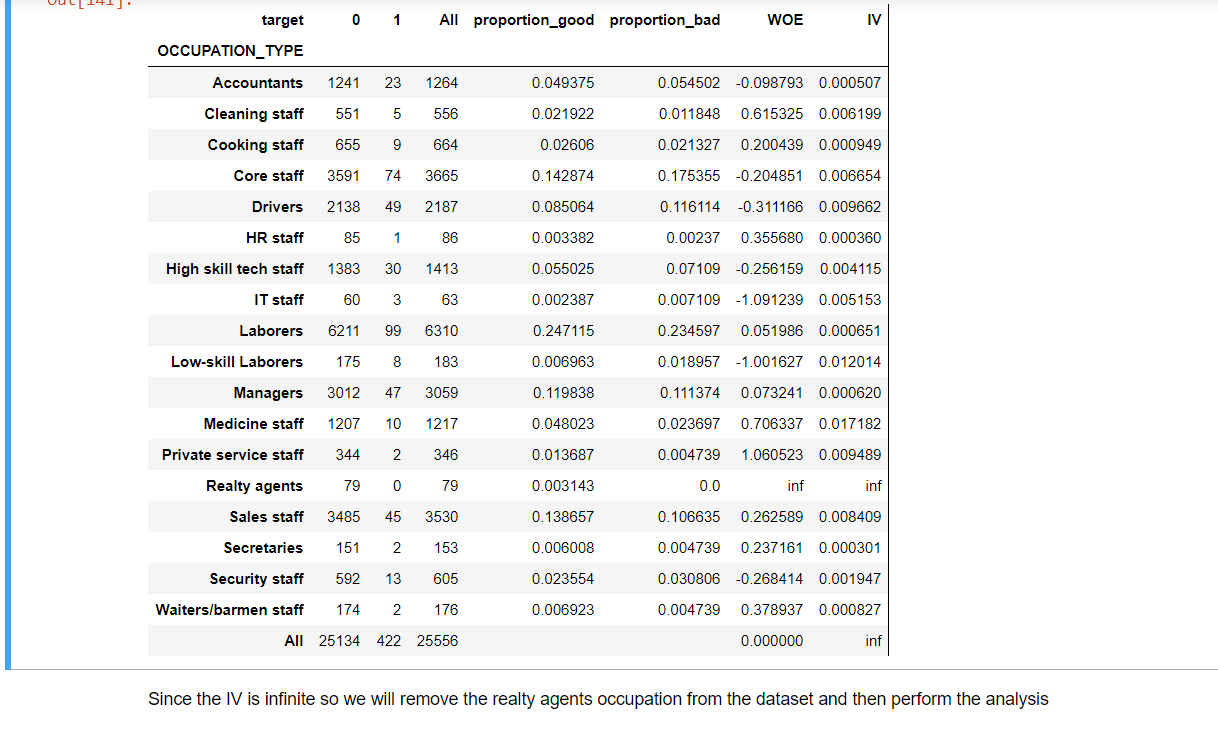 Out[141]:
target 0 1 All proportion_good proportion_bad WOE IV
OCCUPATION_TYPE
Accountants 1241 23 1264 0.049375 0.054502 -0.098793 0.000507
Cleaning staff 551 5 556 0.021922 0.011848 0.615325 0.006199
Cooking staff 655 9 664 0.02606 0.021327 0.200439 0.000949
Core staff 3591 74 3665 0.142874 0.175355 -0.204851 0.006654
Drivers 2138 49 2187 0.085064 0.116114 -0.311166 0.009662
HR staff 85 1 86 0.003382 0.00237 0.355680 0.000360
High skill tech staff 1383 30 1413 0.055025 0.07109 -0.256159 0.004115
IT staff 60 3 63 0.002387 0.007109 -1.091239 0.005153
Laborers 6211 99 6310 0.247115 0.234597 0.051986 0.000651
Low-skill Laborers 175 8 183 0.006963 0.018957 -1.001627 0.012014
Managers 3012 47 3059 0.119838 0.111374 0.073241 0.000620
Medicine staff 1207 10 1217 0.048023 0.023697 0.706337 0.017182
Private service staff 344 2 346 0.013687 0.004739 1.060523 0.009489
Realty agents 79 0 79 0.003143 0.0 inf inf
Sales staff 3485 45 3530 0.138657 0.106635 0.262589 0.008409
Secretaries 151 2 153 0.006008 0.004739 0.237161 0.000301
Security staff 592 13 605 0.023554 0.030806 -0.268414 0.001947
Waiters/barmen staff 174 2 176 0.006923 0.004739 0.378937 0.000827
All 25134 422 25556 0.000000 inf
Since the IV is infinite so we will remove the realty agents occupation from the dataset and then perform the analysis